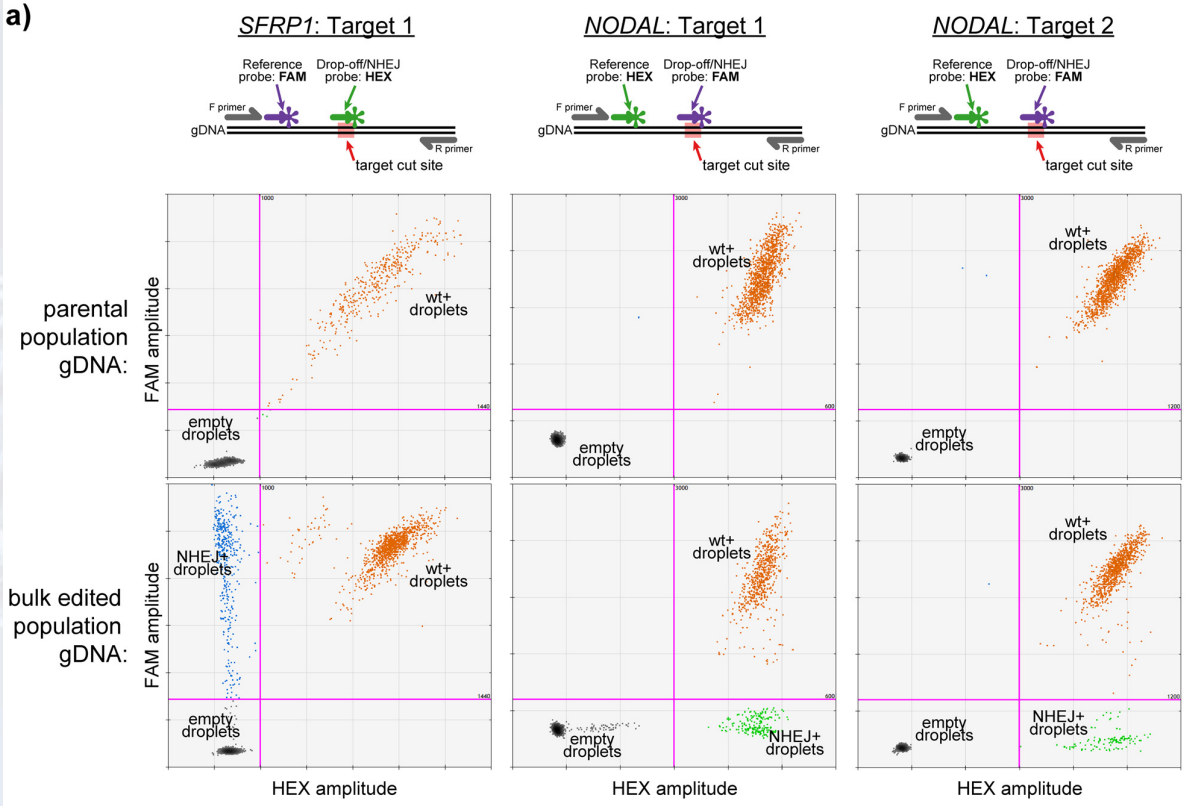 a)
SFRP1: Target 1
Reference
probe: FAM
Drop-off/NHEJ
probe: HEX
F primer
gDNA
R primer
target cut site
NODAL: Target 1
Reference
probe: HEX
Drop-off/NHEJ
probe: FAM
F primer
gDNA
R primer
target cut site
NODAL: Target 2
Reference
probe: HEX
Drop-off/NHEJ
probe: FAM
F primer
gDNA
R primer
target cut site
parental
population
gDNA:
FAM amplitude
1000
wt+
droplets
1440
empty
droplets
3000
wt+
droplets
600
empty
droplets
3000
wt+
droplets
1200
empty
droplets
bulk edited
population
gDNA:
FAM amplitude
1000
NHEJ+
droplets
wt+
droplets
1440
empty
droplets
3000
wt+
droplets
600
empty
droplets
NHEJ+
droplets
3000
wt+
droplets
1200
empty
droplets
NHEJ+
droplets
HEX amplitude
HEX amplitude
HEX amplitude